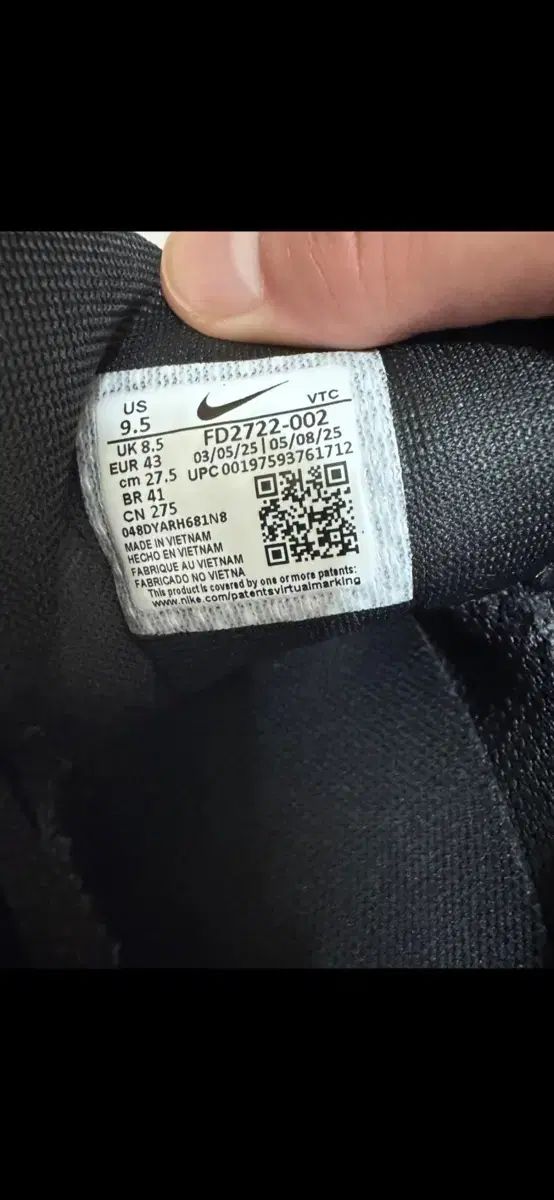 US
VTC
9.5
FD2722-002
UK 8.5
03/05/25 | 05/08/25
EUR 43
UPC 00197593761712
cm 27.5
BR 41
CN 275
048DYARH681N8
MADE IN VIETNAM
HECHO EN VIETNAM
FABRIQUE AU VIETNAM
FABRICADO NO VIETNA
This product is covered by one or more patents:
www.nike.com/patentsvirtualmarking